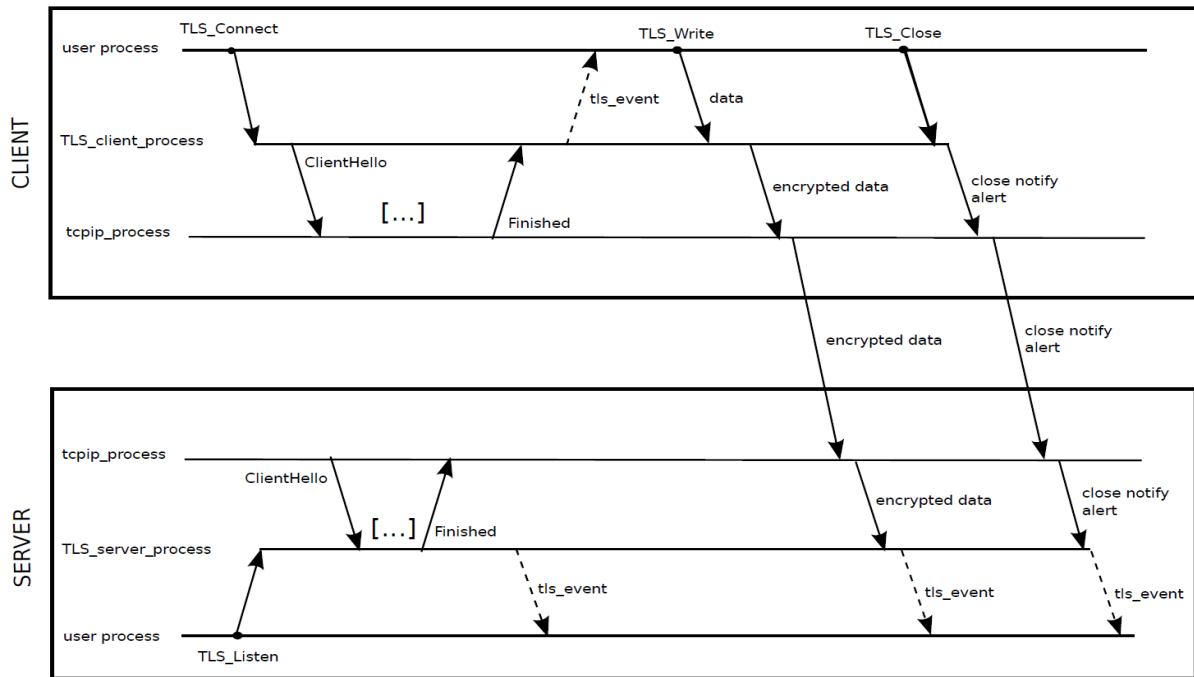 TLS_Connect
TLS_Write
TLS_Close
user process
tls_event
data
TLS_client_process
ClientHello
encrypted data
close notify
alert
[...]
Finished
tcpip_process
CLIENT
encrypted data
close notify
alert
tcpip_process
ClientHello
[...]
Finished
encrypted data
close notify
alert
TLS_server_process
tls_event
tls_event
tls_event
user process
TLS_Listen
SERVER